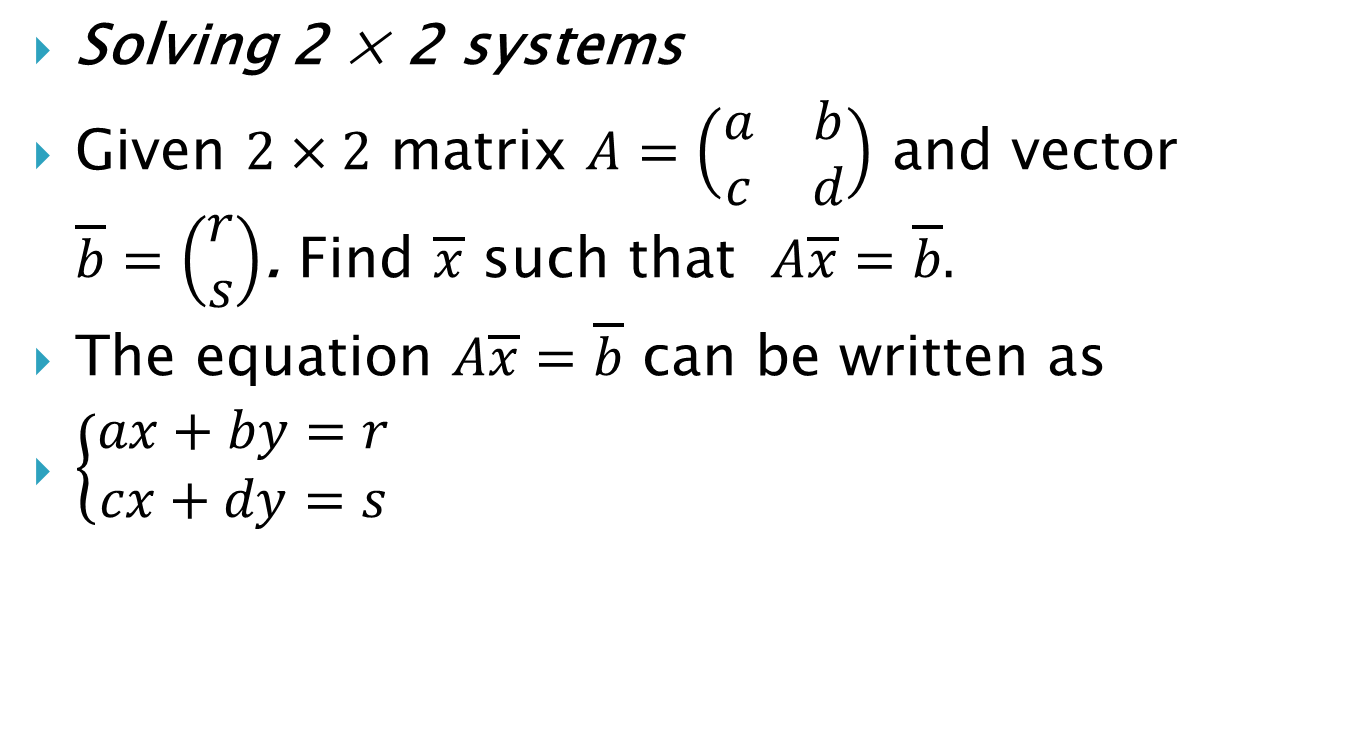 Solving 2 × 2 systems
Given 2 × 2 matrix A = (a b
c d) and vector
b̅ = (r
s). Find x̅ such that Ax̅ = b̅.
The equation Ax̅ = b̅ can be written as
{ax + by = r
cx + dy = s